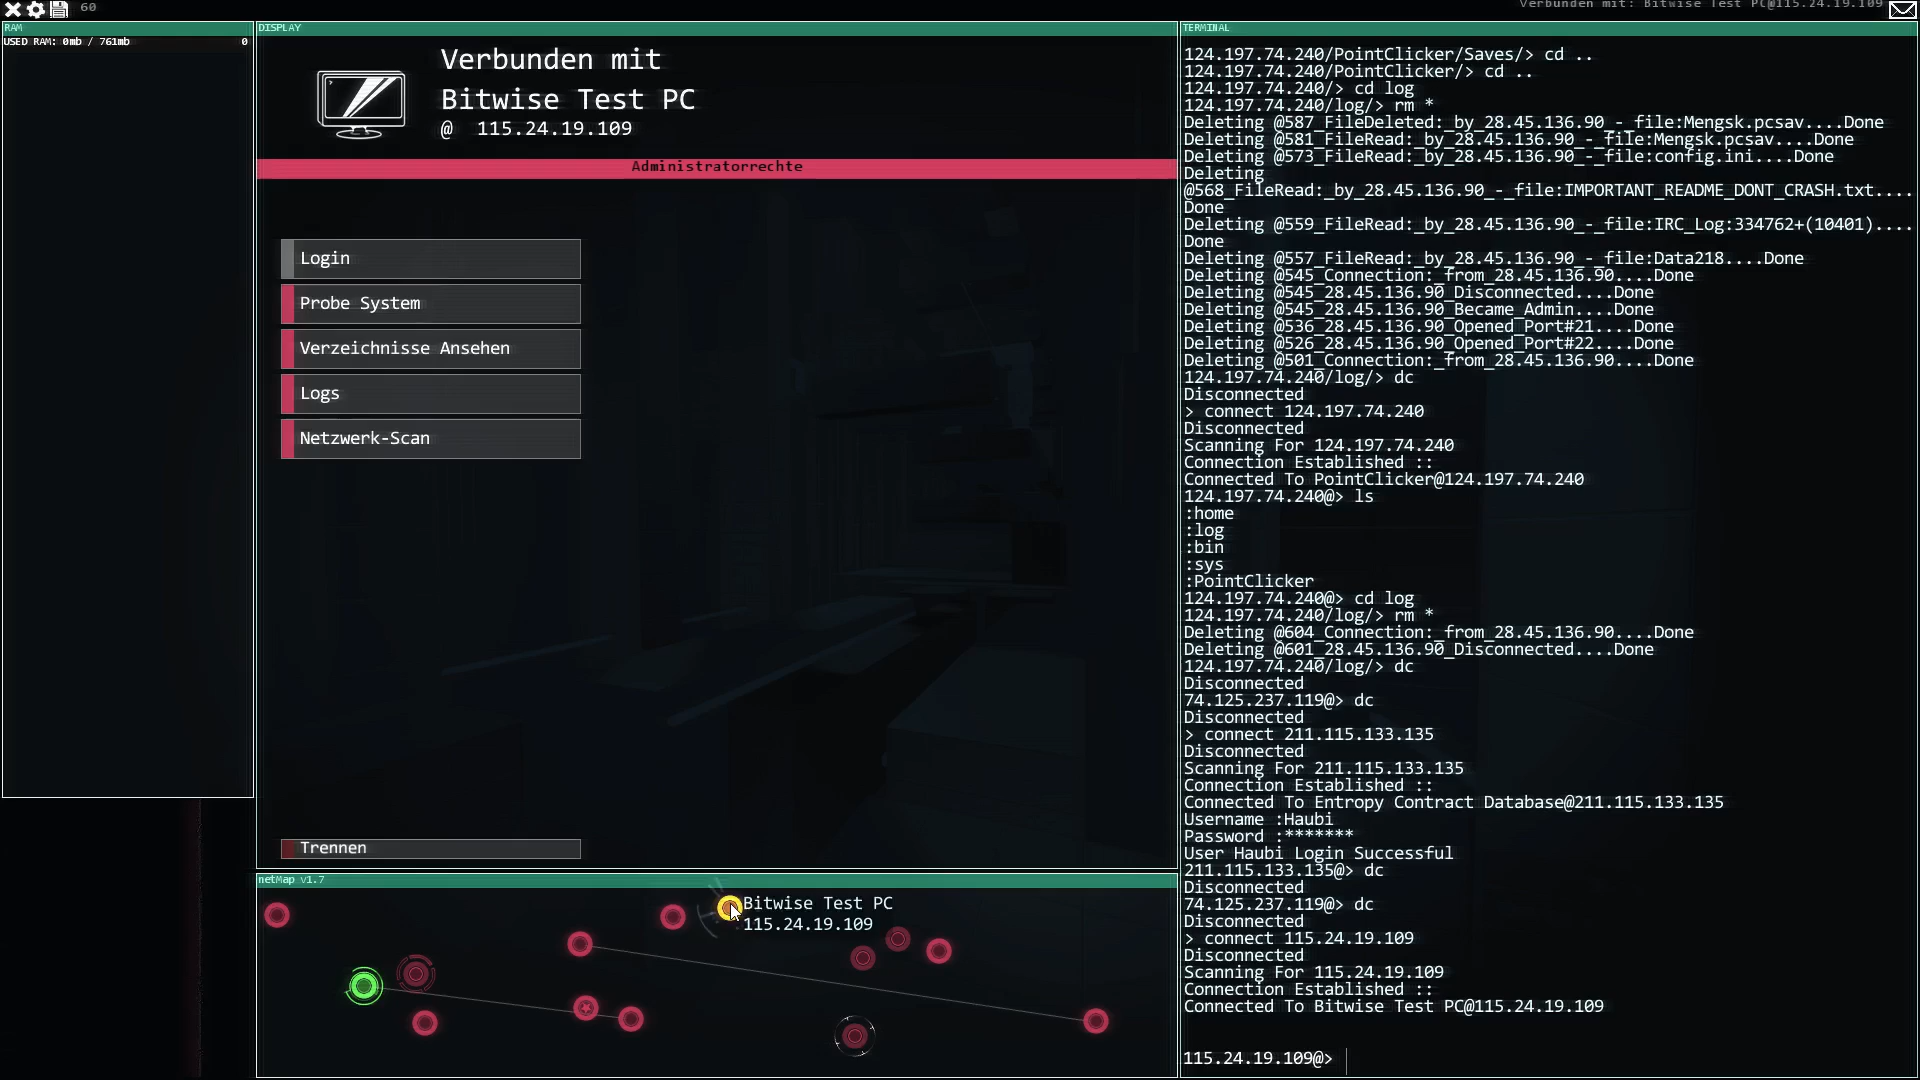 60
Verbunden mit: Bitwise Test PC@115.24.19.109
RAM
USED RAM: 0mb / 761mb 0
DISPLAY
Verbunden mit
Bitwise Test PC
@ 115.24.19.109
Administratorrechte
Login
Probe System
Verzeichnisse Ansehen
Logs
Netzwerk-Scan
Trennen
netMap v1.7
Bitwise Test PC
115.24.19.109
TERMINAL
124.197.74.240/PointClicker/Saves/> cd ..
124.197.74.240/PointClicker/> cd ..
124.197.74.240/> cd log
124.197.74.240/log/> rm *
Deleting @587_FileDeleted:_by_28.45.136.90_-_file:Mengsk.pcsav....Done
Deleting @581_FileRead:_by_28.45.136.90_-_file:Mengsk.pcsav....Done
Deleting @573_FileRead:_by_28.45.136.90_-_file:config.ini....Done
Deleting
@568_FileRead:_by_28.45.136.90_-_file:IMPORTANT_README_DONT_CRASH.txt....
Done
Deleting @559_FileRead:_by_28.45.136.90_-_file:IRC_Log:334762+(10401)....
Done
Deleting @557_FileRead:_by_28.45.136.90_-_file:Data218....Done
Deleting @545_Connection:_from_28.45.136.90....Done
Deleting @545_28.45.136.90_Disconnected....Done
Deleting @545_28.45.136.90_Became_Admin....Done
Deleting @536_28.45.136.90_Opened_Port#21....Done
Deleting @526_28.45.136.90_Opened_Port#22....Done
Deleting @501_Connection:_from_28.45.136.90....Done
124.197.74.240/log/> dc
Disconnected
> connect 124.197.74.240
Disconnected
Scanning For 124.197.74.240
Connection Established ::
Connected To PointClicker@124.197.74.240
124.197.74.240@> ls
:home
:log
:bin
:sys
:PointClicker
124.197.74.240@> cd log
124.197.74.240/log/> rm *
Deleting @604_Connection:_from_28.45.136.90....Done
Deleting @601_28.45.136.90_Disconnected....Done
124.197.74.240/log/> dc
Disconnected
74.125.237.119@> dc
Disconnected
> connect 211.115.133.135
Disconnected
Scanning For 211.115.133.135
Connection Established ::
Connected To Entropy Contract Database@211.115.133.135
Username :Haubi
Password :*******
User Haubi Login Successful
211.115.133.135@> dc
Disconnected
74.125.237.119@> dc
Disconnected
> connect 115.24.19.109
Disconnected
Scanning For 115.24.19.109
Connection Established ::
Connected To Bitwise Test PC@115.24.19.109
115.24.19.109@>